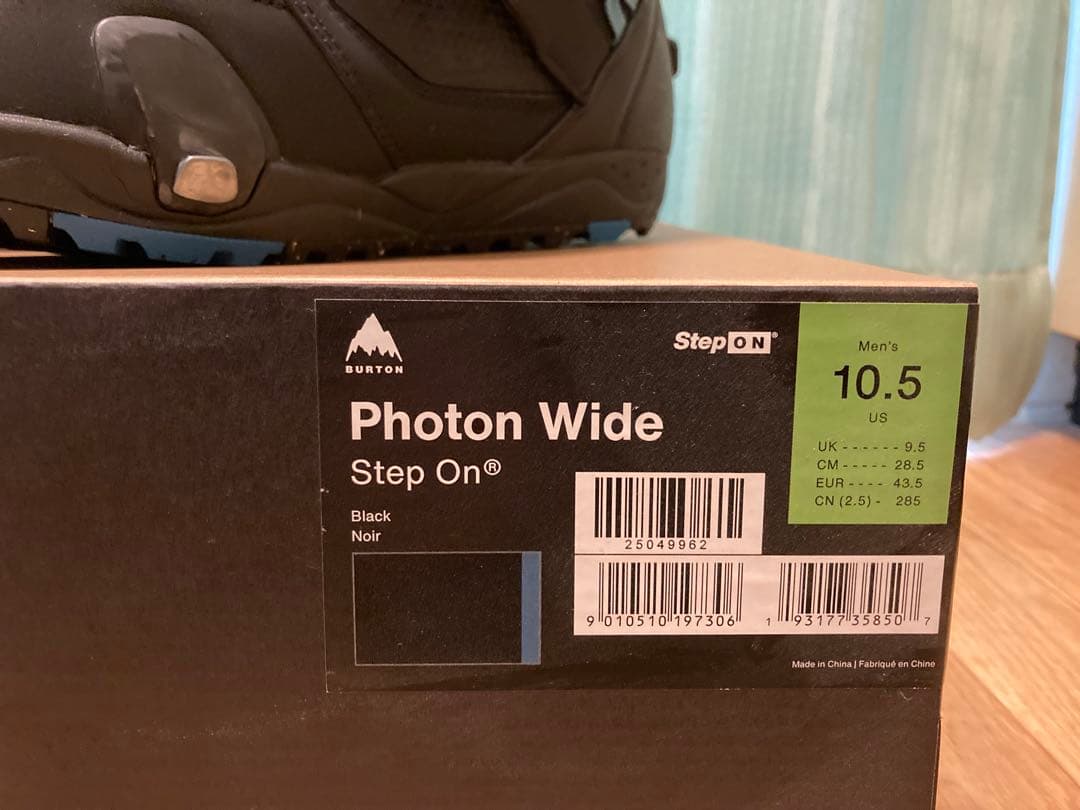 BURTON
StepON®
Photon Wide
Step On®
Black
Noir
Men's
10.5
US
UK - - - - - - 9.5
CM - - - - - 28.5
EUR - - - - 43.5
CN (2.5) - 285
25049962
9 010510 197306
1 93177 35850 7
Made in China | Fabriqué en Chine